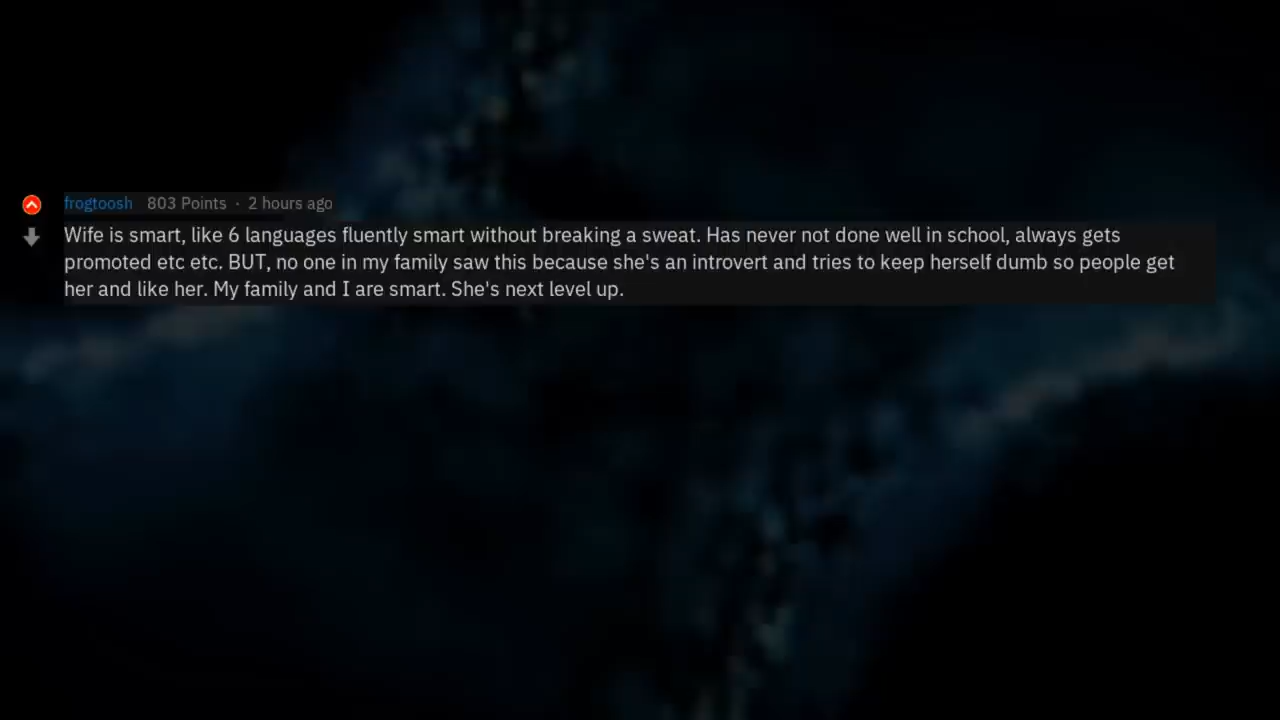 frogtoosh 803 Points · 2 hours ago
Wife is smart, like 6 languages fluently smart without breaking a sweat. Has never not done well in school, always gets
promoted etc etc. BUT, no one in my family saw this because she's an introvert and tries to keep herself dumb so people get
her and like her. My family and I are smart. She's next level up.